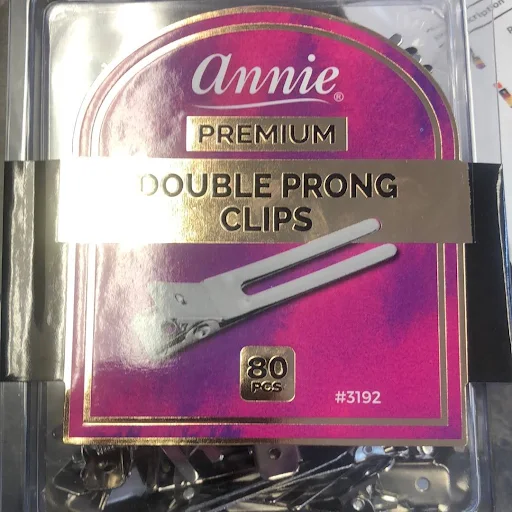 annie®
PREMIUM
DOUBLE PRONG
CLIPS
80
PCS
#3192